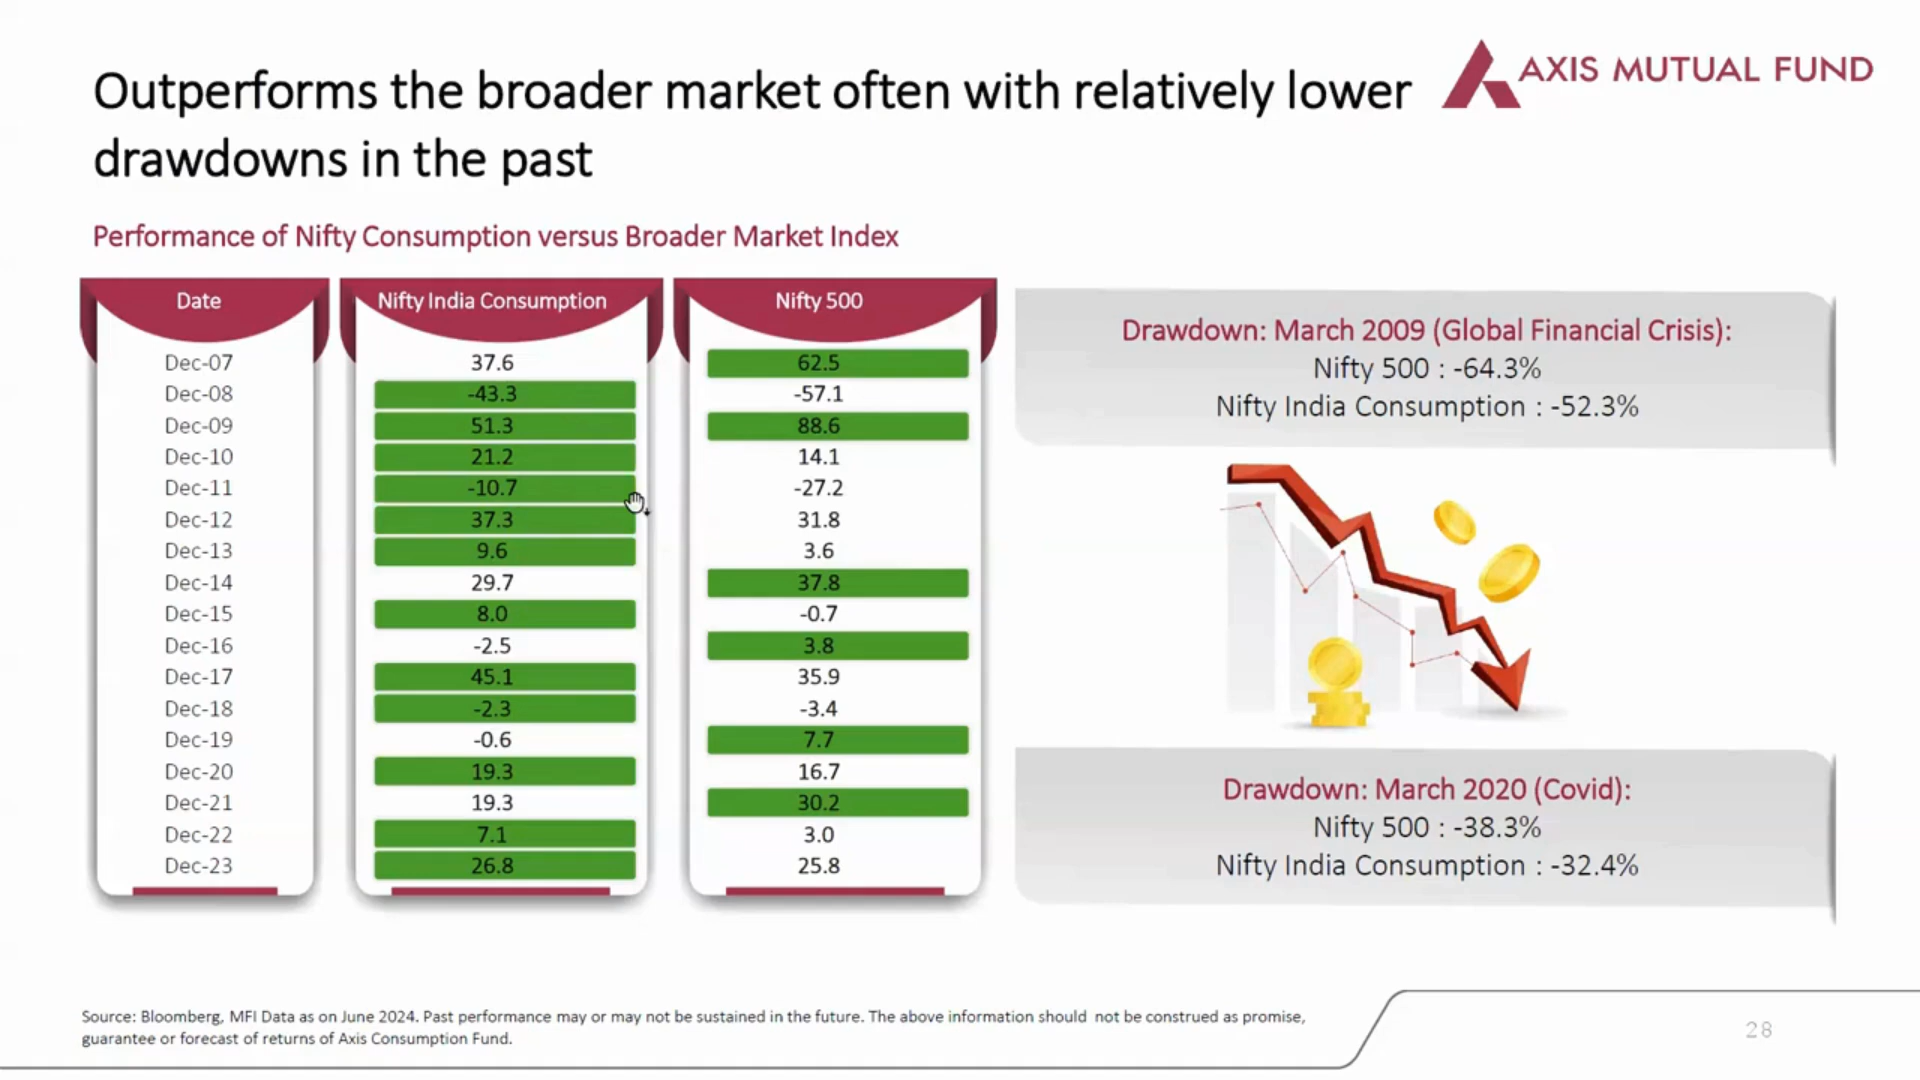 Outperforms the broader market often with relatively lower
drawdowns in the past
AXIS MUTUAL FUND
Performance of Nifty Consumption versus Broader Market Index
Date Nifty India Consumption Nifty 500
Dec-07 37.6 62.5
Dec-08 -43.3 -57.1
Dec-09 51.3 88.6
Dec-10 21.2 14.1
Dec-11 -10.7 -27.2
Dec-12 37.3 31.8
Dec-13 9.6 3.6
Dec-14 29.7 37.8
Dec-15 8.0 -0.7
Dec-16 -2.5 3.8
Dec-17 45.1 35.9
Dec-18 -2.3 -3.4
Dec-19 -0.6 7.7
Dec-20 19.3 16.7
Dec-21 19.3 30.2
Dec-22 7.1 3.0
Dec-23 26.8 25.8
Drawdown: March 2009 (Global Financial Crisis):
Nifty 500 : -64.3%
Nifty India Consumption : -52.3%
Drawdown: March 2020 (Covid):
Nifty 500 : -38.3%
Nifty India Consumption : -32.4%
Source: Bloomberg, MFI Data as on June 2024. Past performance may or may not be sustained in the future. The above information should not be construed as promise,
guarantee or forecast of returns of Axis Consumption Fund.
28